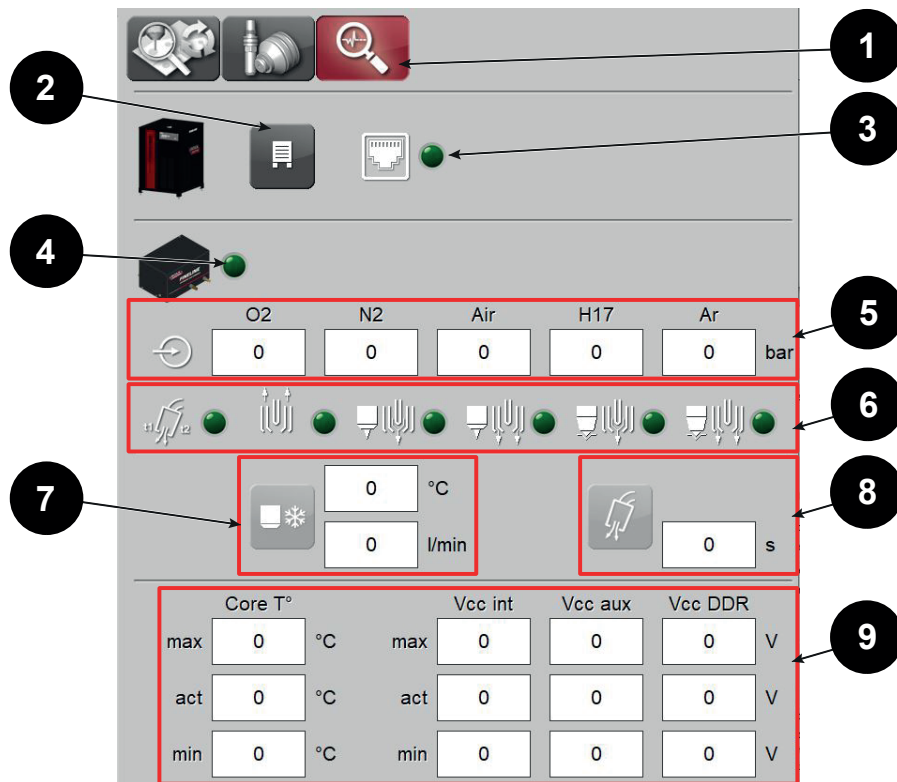 1
2
3
4
O2 N2 Air H17 Ar
5
0 0 0 0 0 bar
t1 t2
6
7
0 °C
8
0 l/min
0 s
Core T° Vcc int Vcc aux Vcc DDR
max 0 °C max 0 0 0 V
9
act 0 °C act 0 0 0 V
min 0 °C min 0 0 0 V